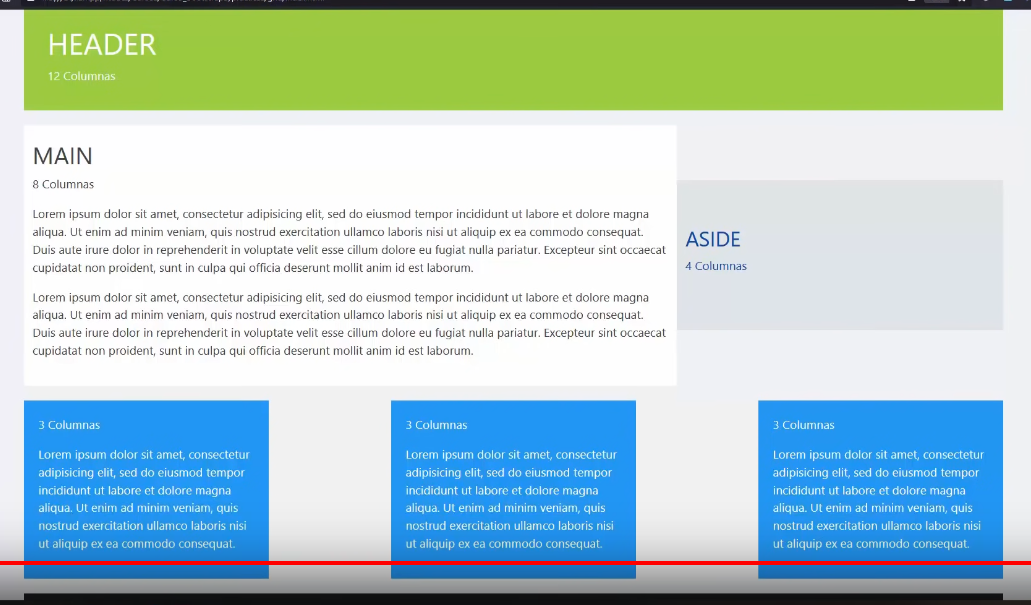 HEADER
12 Columnas
MAIN
8 Columnas
Lorem ipsum dolor sit amet, consectetur adipisicing elit, sed do eiusmod tempor incididunt ut labore et dolore magna
aliqua. Ut enim ad minim veniam, quis nostrud exercitation ullamco laboris nisi ut aliquip ex ea commodo consequat.
Duis aute irure dolor in reprehenderit in voluptate velit esse cillum dolore eu fugiat nulla pariatur. Excepteur sint occaecat
cupidatat non proident, sunt in culpa qui officia deserunt mollit anim id est laborum.
Lorem ipsum dolor sit amet, consectetur adipisicing elit, sed do eiusmod tempor incididunt ut labore et dolore magna
aliqua. Ut enim ad minim veniam, quis nostrud exercitation ullamco laboris nisi ut aliquip ex ea commodo consequat.
Duis aute irure dolor in reprehenderit in voluptate velit esse cillum dolore eu fugiat nulla pariatur. Excepteur sint occaecat
cupidatat non proident, sunt in culpa qui officia deserunt mollit anim id est laborum.
ASIDE
4 Columnas
3 Columnas
Lorem ipsum dolor sit amet, consectetur
adipisicing elit, sed do eiusmod tempor
incididunt ut labore et dolore magna
aliqua. Ut enim ad minim veniam, quis
nostrud exercitation ullamco laboris nisi
ut aliquip ex ea commodo consequat.
3 Columnas
Lorem ipsum dolor sit amet, consectetur
adipisicing elit, sed do eiusmod tempor
incididunt ut labore et dolore magna
aliqua. Ut enim ad minim veniam, quis
nostrud exercitation ullamco laboris nisi
ut aliquip ex ea commodo consequat.
3 Columnas
Lorem ipsum dolor sit amet, consectetur
adipisicing elit, sed do eiusmod tempor
incididunt ut labore et dolore magna
aliqua. Ut enim ad minim veniam, quis
nostrud exercitation ullamco laboris nisi
ut aliquip ex ea commodo consequat.